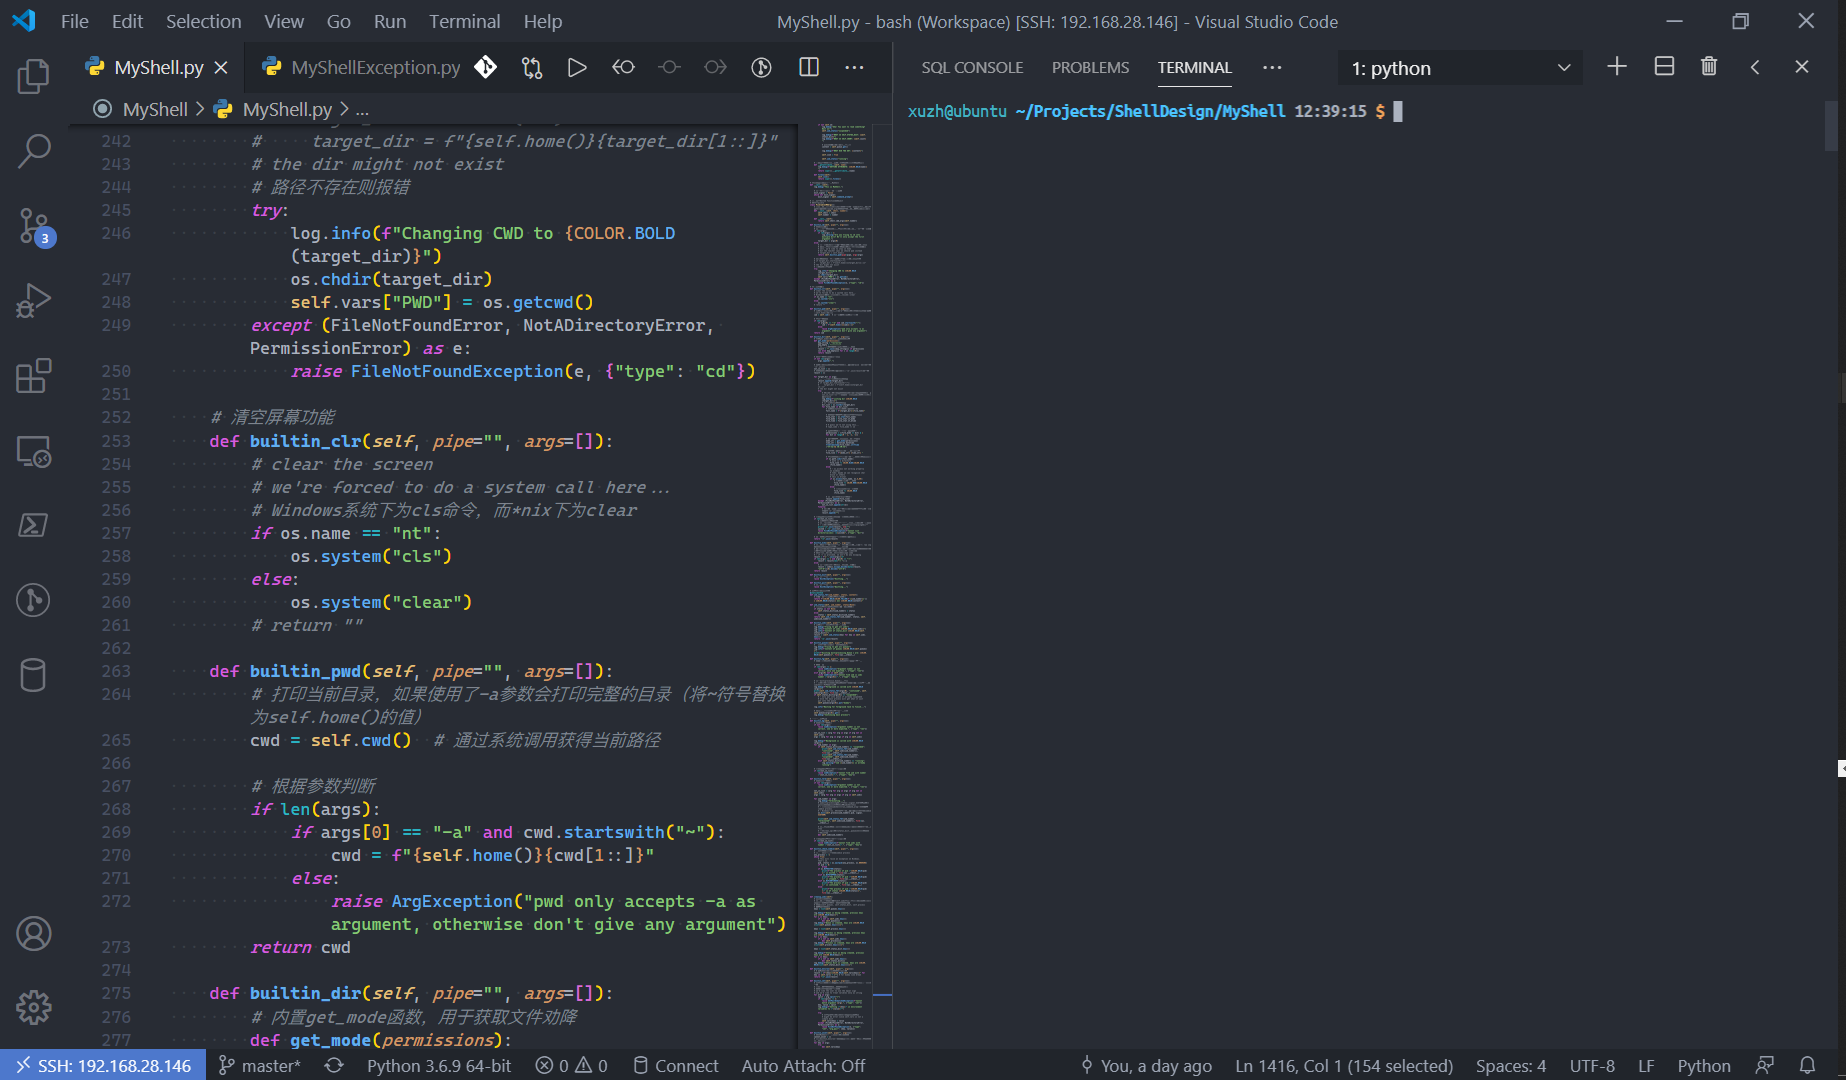 File Edit Selection View Go Run Terminal Help
MyShell.py - bash (Workspace) [SSH: 192.168.28.146] - Visual Studio Code
MyShell.py
MyShellException.py
MyShell > MyShell.py > ...
242 #     target_dir = f"{self.home()}{target_dir[1::]}"
243 # the dir might not exist
244 # 路径不存在则报错
245 try:
246 log.info(f"Changing CWD to {COLOR.BOLD
(target_dir)}")
247 os.chdir(target_dir)
248 self.vars["PWD"] = os.getcwd()
249 except (FileNotFoundError, NotADirectoryError,
PermissionError) as e:
250 raise FileNotFoundException(e, {"type": "cd"})
251
252 # 清空屏幕功能
253 def builtin_clr(self, pipe="", args=[]):
254 # clear the screen
255 # we're forced to do a system call here...
256 # Windows系统下为cls命令，而*nix下为clear
257 if os.name == "nt":
258 os.system("cls")
259 else:
260 os.system("clear")
261 # return ""
262
263 def builtin_pwd(self, pipe="", args=[]):
264 # 打印当前目录，如果使用了-a参数会打印完整的目录（将~符号替换
为self.home()的值）
265 cwd = self.cwd()  # 通过系统调用获得当前路径
266
267 # 根据参数判断
268 if len(args):
269 if args[0] == "-a" and cwd.startswith("~"):
270 cwd = f"{self.home()}{cwd[1::]}"
271 else:
272 raise ArgException("pwd only accepts -a as
argument, otherwise don't give any argument")
273 return cwd
274
275 def builtin_dir(self, pipe="", args=[]):
276 # 内置get_mode函数，用于获取文件劝降
277 def get_mode(permissions):
SQL CONSOLE PROBLEMS TERMINAL ...
1: python
xuzh@ubuntu ~/Projects/ShellDesign/MyShell 12:39:15 $
3
SSH: 192.168.28.146 master* Python 3.6.9 64-bit 0 0 Connect Auto Attach: Off You, a day ago Ln 1416, Col 1 (154 selected) Spaces: 4 UTF-8 LF Python